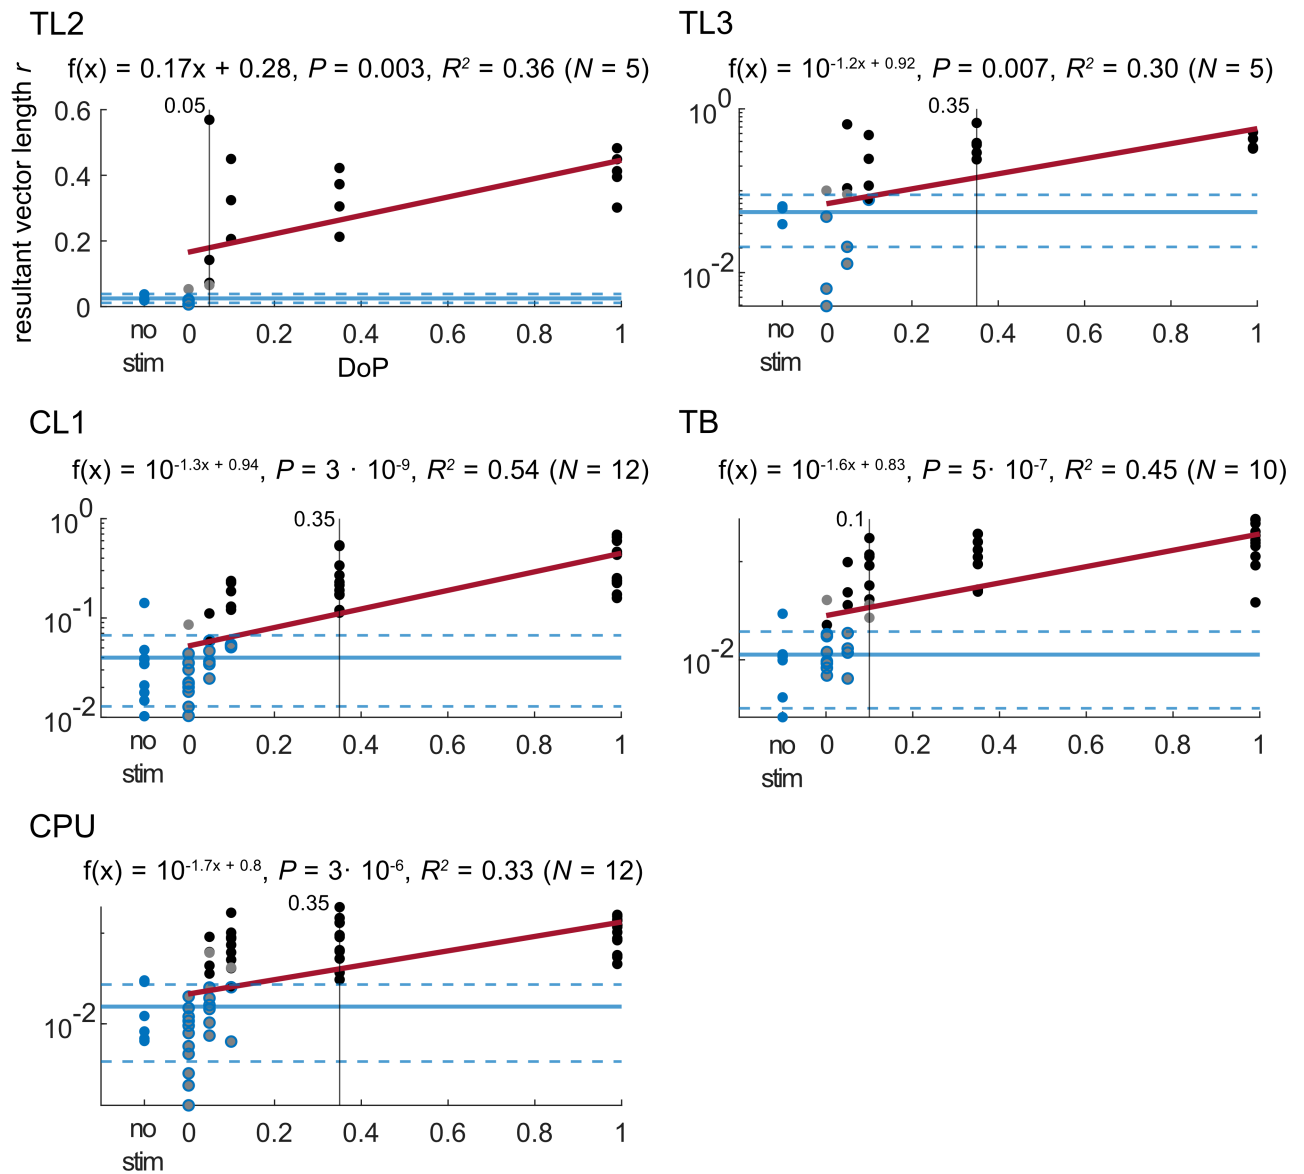 TL2
f(x) = 0.17x + 0.28, P = 0.003, R² = 0.36 (N = 5)
resultant vector length r
0.05
0.6
0.4
0.2
0
no stim
0 0.2 0.4 0.6 0.8 1
DoP
TL3
f(x) = 10^-1.2x + 0.92, P = 0.007, R² = 0.30 (N = 5)
0.35
10^0
10^-2
no stim
0 0.2 0.4 0.6 0.8 1
CL1
f(x) = 10^-1.3x + 0.94, P = 3 · 10^-9, R² = 0.54 (N = 12)
0.35
10^0
10^-1
10^-2
no stim
0 0.2 0.4 0.6 0.8 1
TB
f(x) = 10^-1.6x + 0.83, P = 5· 10^-7, R² = 0.45 (N = 10)
0.1
10^-2
no stim
0 0.2 0.4 0.6 0.8 1
CPU
f(x) = 10^-1.7x + 0.8, P = 3· 10^-6, R² = 0.33 (N = 12)
0.35
10^-2
no stim
0 0.2 0.4 0.6 0.8 1